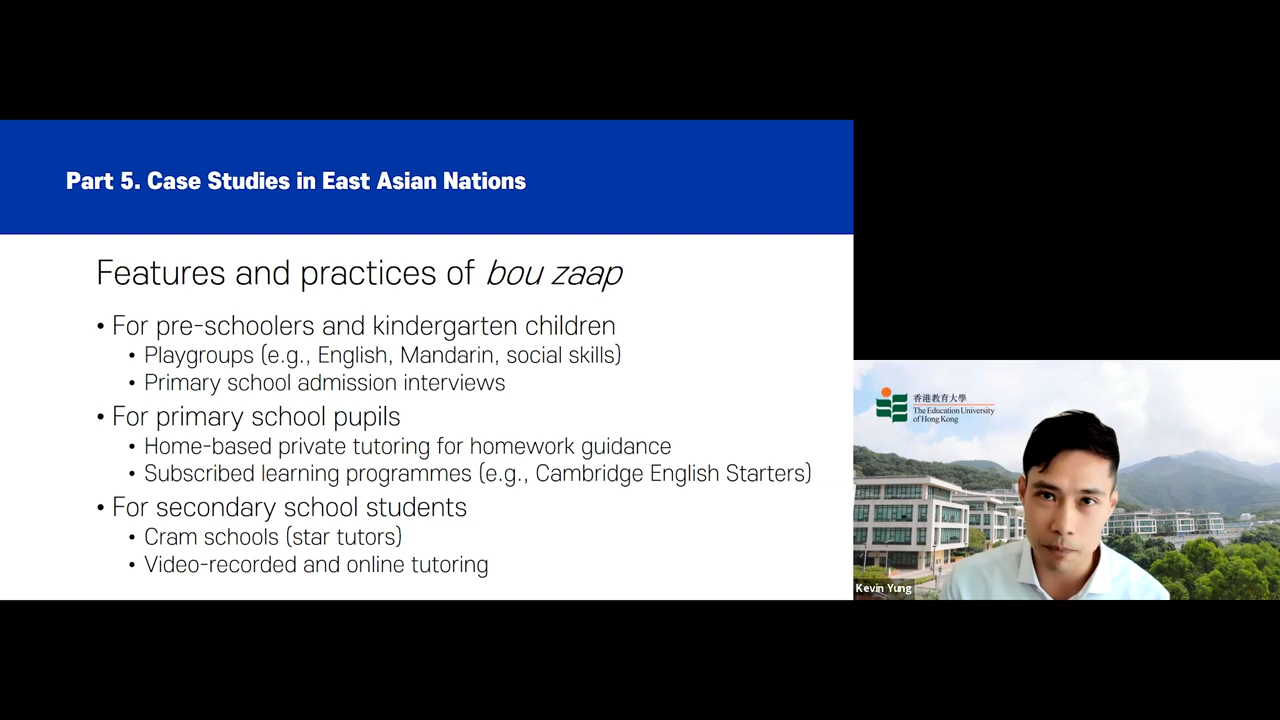 Part 5. Case Studies in East Asian Nations
Features and practices of bou zaap
• For pre-schoolers and kindergarten children
• Playgroups (e.g., English, Mandarin, social skills)
• Primary school admission interviews
• For primary school pupils
• Home-based private tutoring for homework guidance
• Subscribed learning programmes (e.g., Cambridge English Starters)
• For secondary school students
• Cram schools (star tutors)
• Video-recorded and online tutoring
香港教育大學
The Education University
of Hong Kong
Kevin Yung